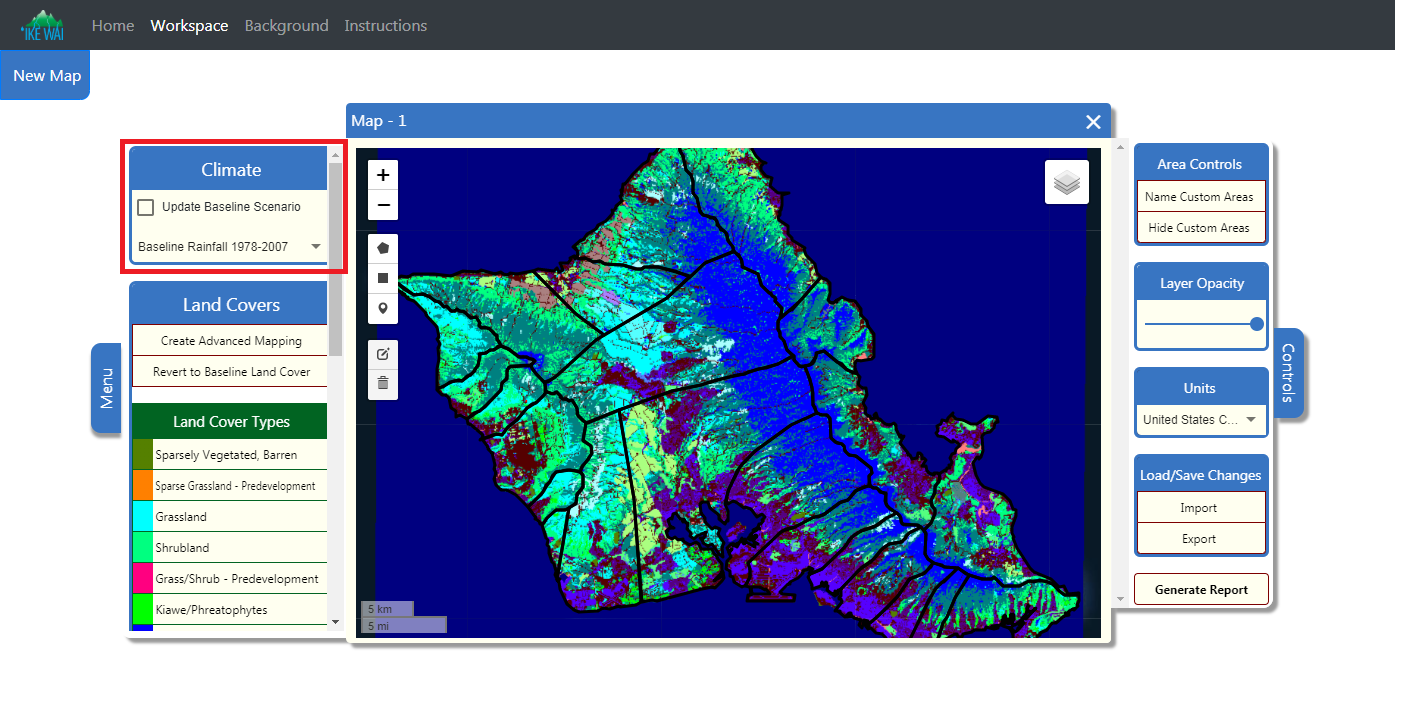 'IKE WAI
Home
Workspace
Background
Instructions
New Map
Map - 1
Climate
Update Baseline Scenario
Baseline Rainfall 1978-2007
Land Covers
Create Advanced Mapping
Revert to Baseline Land Cover
Land Cover Types
Sparsely Vegetated, Barren
Sparse Grassland - Predevelopment
Grassland
Shrubland
Grass/Shrub - Predevelopment
Kiawe/Phreatophytes
Menu
5 km
5 mi
Area Controls
Name Custom Areas
Hide Custom Areas
Layer Opacity
Units
United States C...
Load/Save Changes
Import
Export
Generate Report
Controls